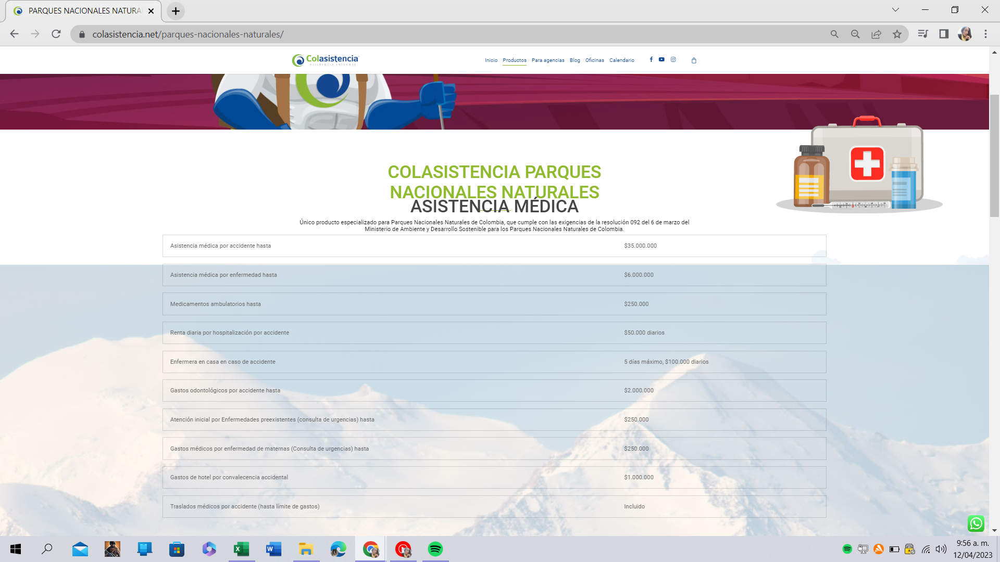 PARQUES NACIONALES NATURA
colasistencia.net/parques-nacionales-naturales/
Colasistencia
ASISTENCIA INTEGRAL
Inicio Productos Para agencias Blog Oficinas Calendario
COLASISTENCIA PARQUES
NACIONALES NATURALES
ASISTENCIA MÉDICA
Único producto especializado para Parques Nacionales Naturales de Colombia, que cumple con las exigencias de la resolución 092 del 6 de marzo del
Ministerio de Ambiente y Desarrollo Sostenible para los Parques Nacionales Naturales de Colombia.
Asistencia médica por accidente hasta $35.000.000
Asistencia médica por enfermedad hasta $6.000.000
Medicamentos ambulatorios hasta $250.000
Renta diaria por hospitalización por accidente $50.000 diarios
Enfermera en casa en caso de accidente 5 días máximo, $100.000 diarios
Gastos odontológicos por accidente hasta $2.000.000
Atención inicial por Enfermedades preexistentes (consulta de urgencias) hasta $250.000
Gastos médicos por enfermedad de maternas (Consulta de urgencias) hasta $250.000
Gastos de hotel por convalecencia accidental $1.000.000
Traslados médicos por accidente (hasta límite de gastos) Incluido
9:56 a. m.
12/04/2023